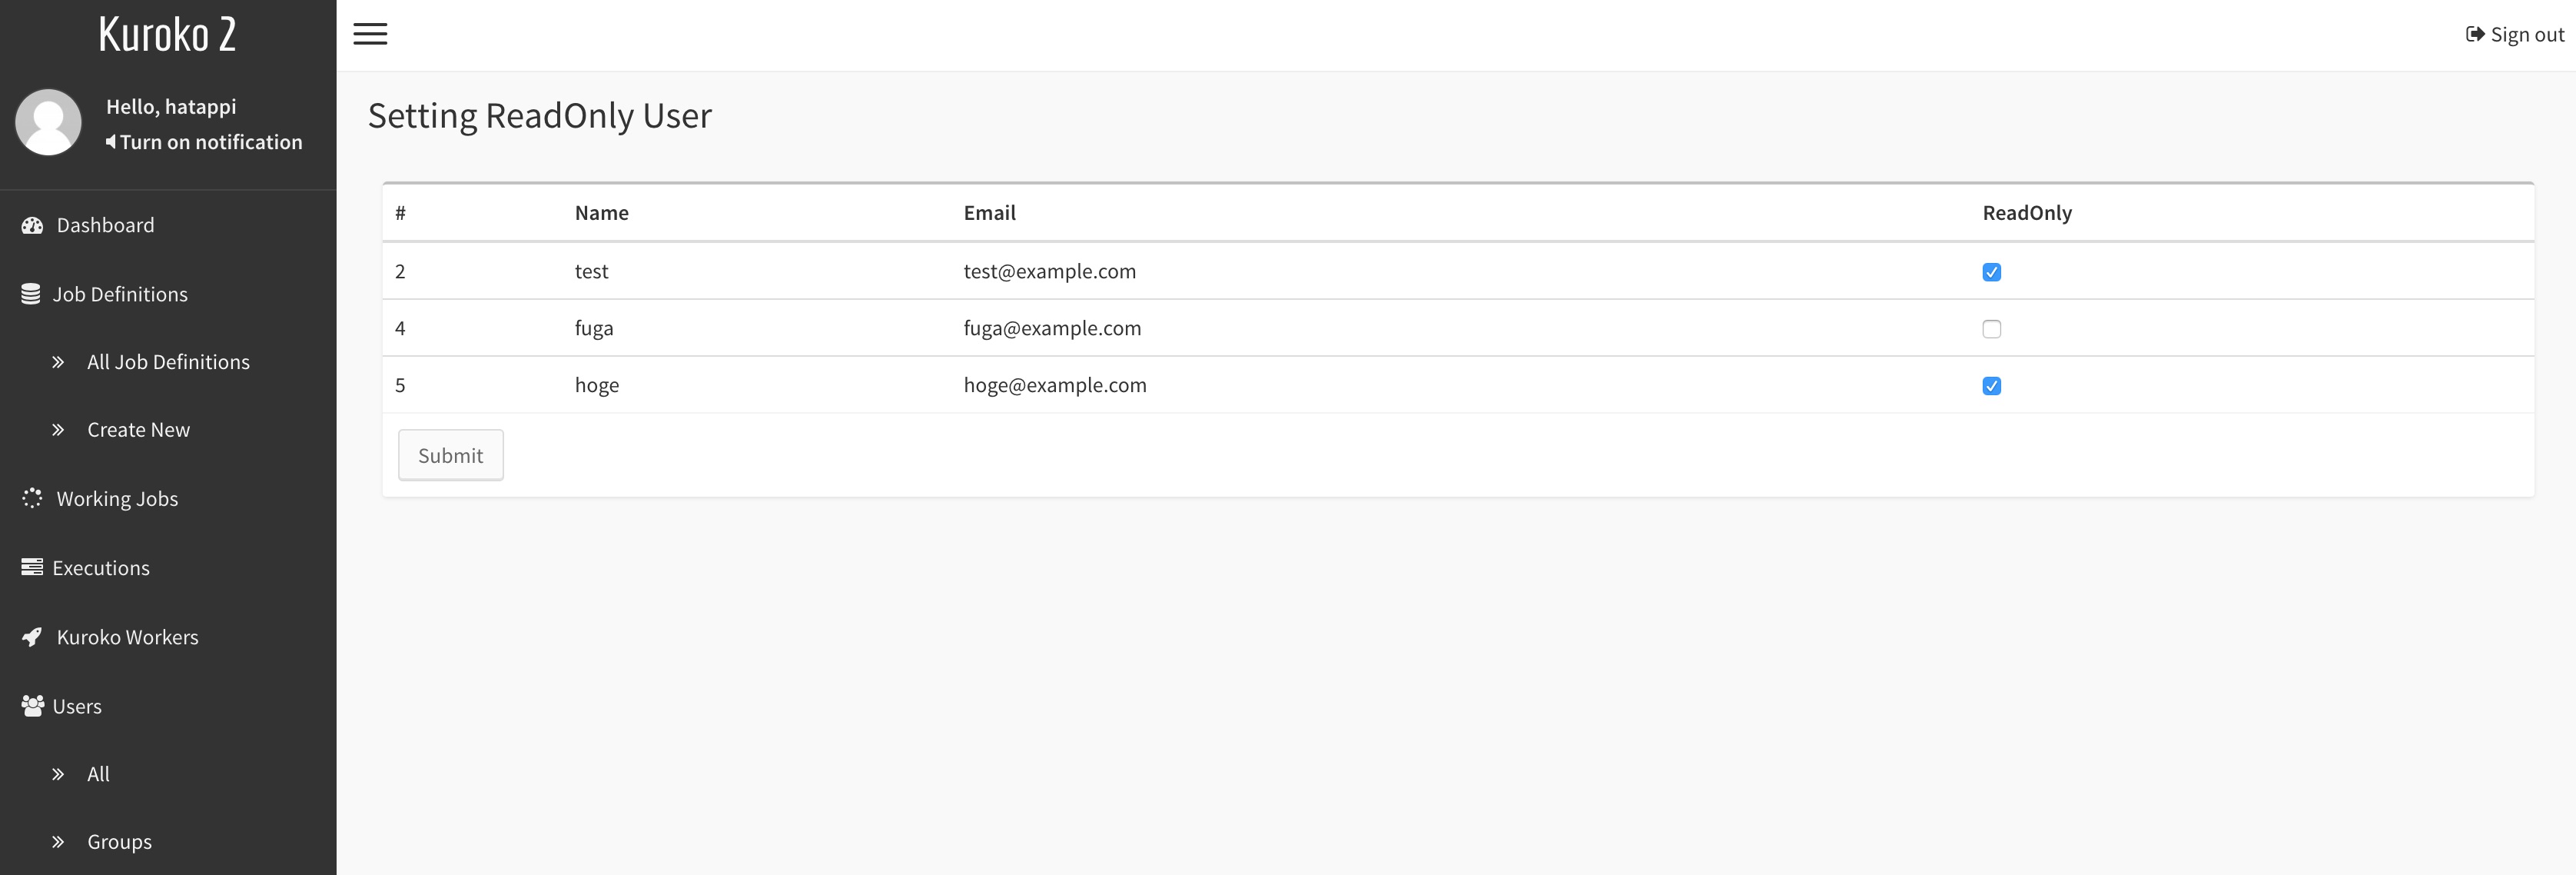 Kuroko 2
Hello, hatappi
Turn on notification
Dashboard
Job Definitions
All Job Definitions
Create New
Working Jobs
Executions
Kuroko Workers
Users
All
Groups
Sign out
Setting ReadOnly User
# Name Email ReadOnly
2 test test@example.com
4 fuga fuga@example.com
5 hoge hoge@example.com
Submit